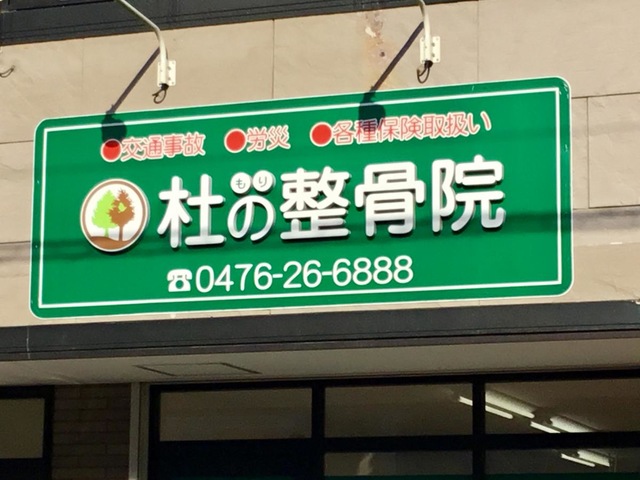 ●交通事故 ●労災 ●各種保険取扱い
もり
杜の整骨院
☎0476-26-6888